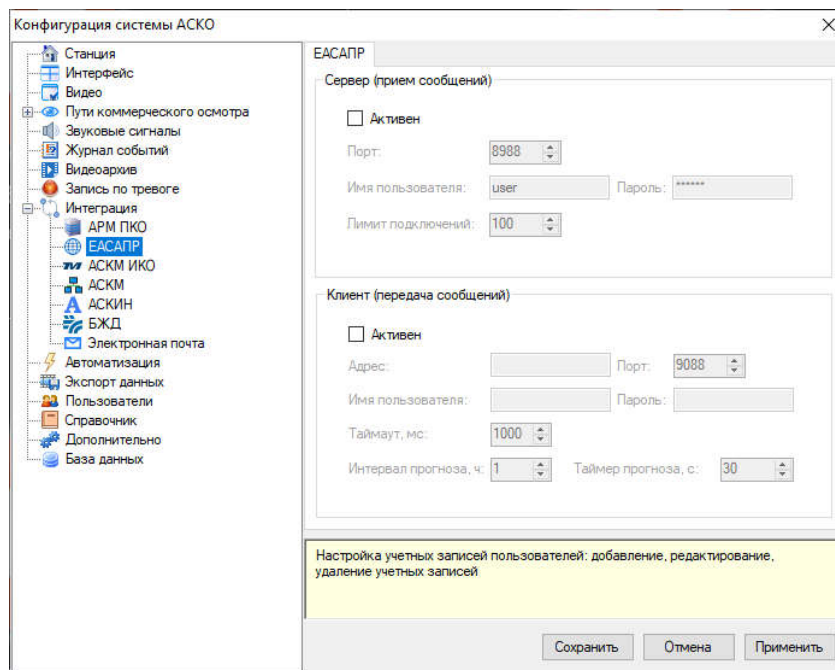 Конфигурация системы АСКО
Станция
Интерфейс
Видео
Пути коммерческого осмотра
Звуковые сигналы
Журнал событий
Видеоархив
Запись по тревоге
Интеграция
АРМ ПКО
ЕАСАПР
АСКМ ИКО
АСКМ
АСКИН
БЖД
Электронная почта
Автоматизация
Экспорт данных
Пользователи
Справочник
Дополнительно
База данных
ЕАСАПР
Сервер (прием сообщений)
Активен
Порт: 8988
Имя пользователя: user Пароль: ******
Лимит подключений: 100
Клиент (передача сообщений)
Активен
Адрес: Порт: 9088
Имя пользователя: Пароль:
Таймаут, мс: 1000
Интервал прогноза, ч: 1 Таймер прогноза, с: 30
Настройка учетных записей пользователей: добавление, редактирование,
удаление учетных записей
Сохранить Отмена Применить